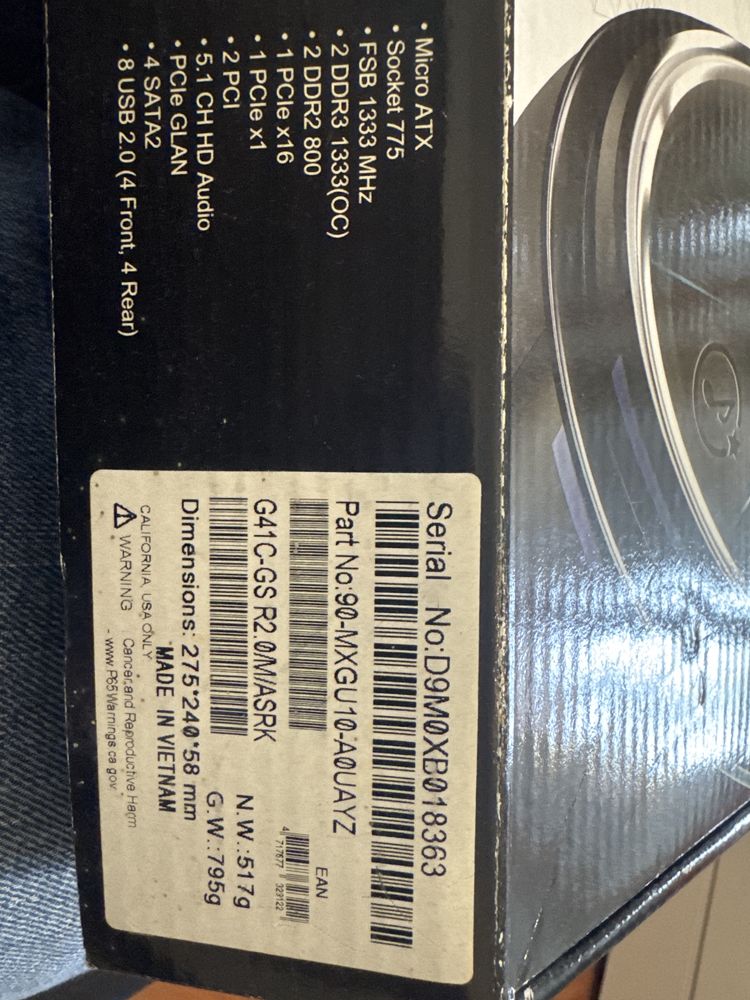 • Micro ATX
• Socket 775
• FSB 1333 MHz
• 2 DDR3 1333(OC)
• 2 DDR2 800
• 1 PCIe x16
• 1 PCIe x1
• 2 PCI
• 5.1 CH HD Audio
• PCIe GLAN
• 4 SATA2
• 8 USB 2.0 (4 Front, 4 Rear)
Serial No:D9M0XB018363
Part No:90-MXGU10-A0UAYZ
EAN
4 717677 323122
G41C-GS R2.0/M/ASRK
N.W.:517g
G.W.:795g
Dimensions: 275*240*58 mm
MADE IN VIETNAM
CALIFORNIA, USA ONLY
WARNING Cancer and Reproductive Harm
- www.P65Warnings.ca.gov